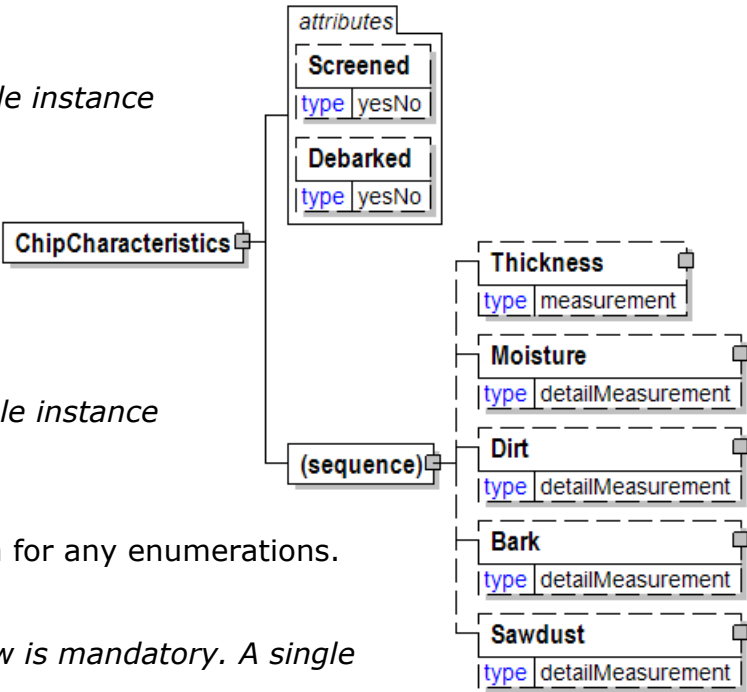 le instance
le instance
for any enumerations.
w is mandatory. A single
attributes
Screened
type yesNo
Debarked
type yesNo
ChipCharacteristics
(sequence)
Thickness
type measurement
Moisture
type detailMeasurement
Dirt
type detailMeasurement
Bark
type detailMeasurement
Sawdust
type detailMeasurement